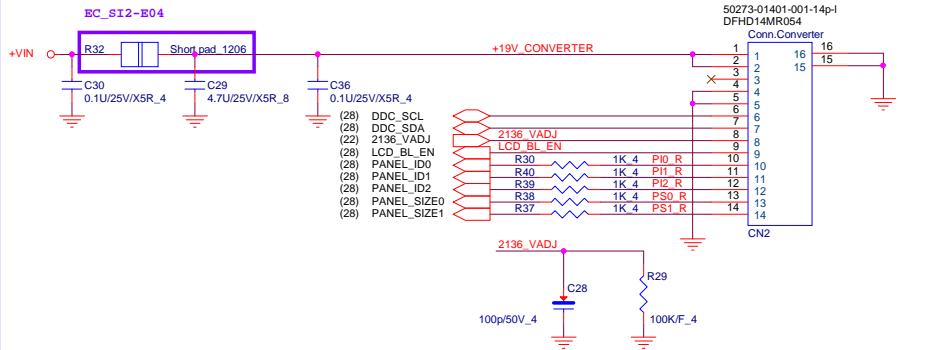 EC_SI2-E04
50273-01401-001-14p-l
DFHD14MR054
Conn.Converter
+VIN
R32
Short pad_1206
+19V_CONVERTER
C30
0.1U/25V/X5R_4
C29
4.7U/25V/X5R_8
C36
0.1U/25V/X5R_4
1 1 16 16
2 2 15 15
3 3
4 4
5 5
(28) DDC_SCL 6 6
(28) DDC_SDA 7 7
(22) 2136_VADJ 2136_VADJ 8 8
(28) LCD_BL_EN LCD_BL_EN 9 9
(28) PANEL_ID0 R30 1K_4 PI0_R 10 10
(28) PANEL_ID1 R40 1K_4 PI1_R 11 11
(28) PANEL_ID2 R39 1K_4 PI2_R 12 12
(28) PANEL_SIZE0 R38 1K_4 PS0_R 13 13
(28) PANEL_SIZE1 R37 1K_4 PS1_R 14 14
CN2
2136_VADJ
C28
100p/50V_4
R29
100K/F_4